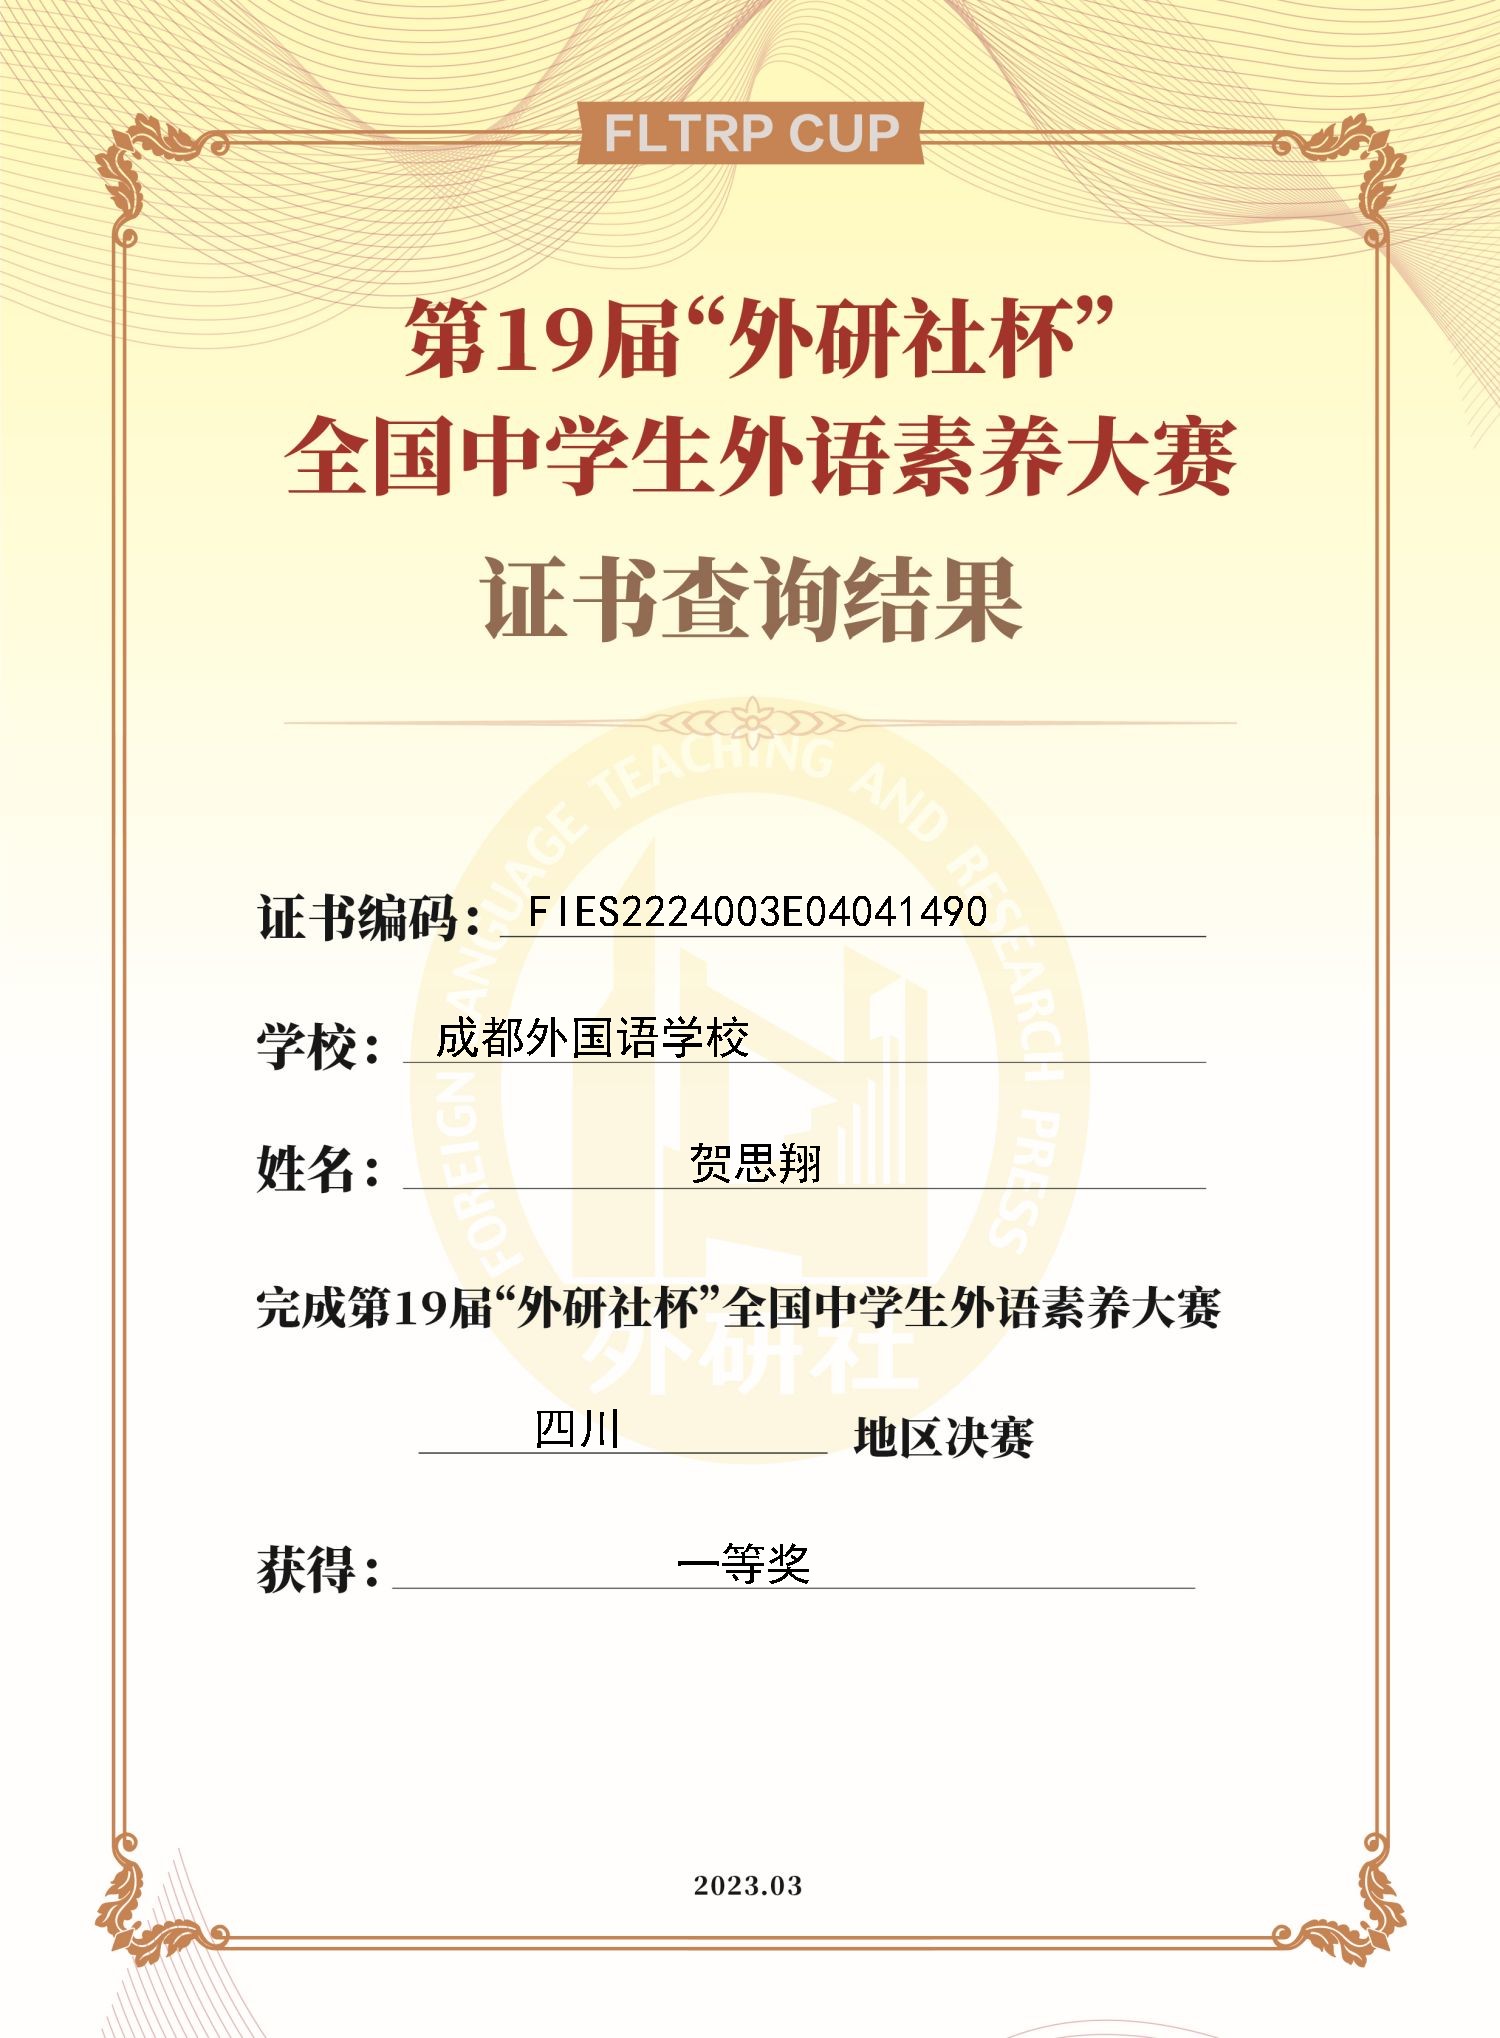 FLTRP CUP
第19届“外研社杯”
全国中学生外语素养大赛
证书查询结果
证书编码：FIES2224003E04041490
学校：成都外国语学校
姓名：贺思翔
完成第19届“外研社杯”全国中学生外语素养大赛
四川 地区决赛
获得：一等奖
2023.03
FOREIGN LANGUAGE TEACHING AND RESEARCH PRESS
外研社